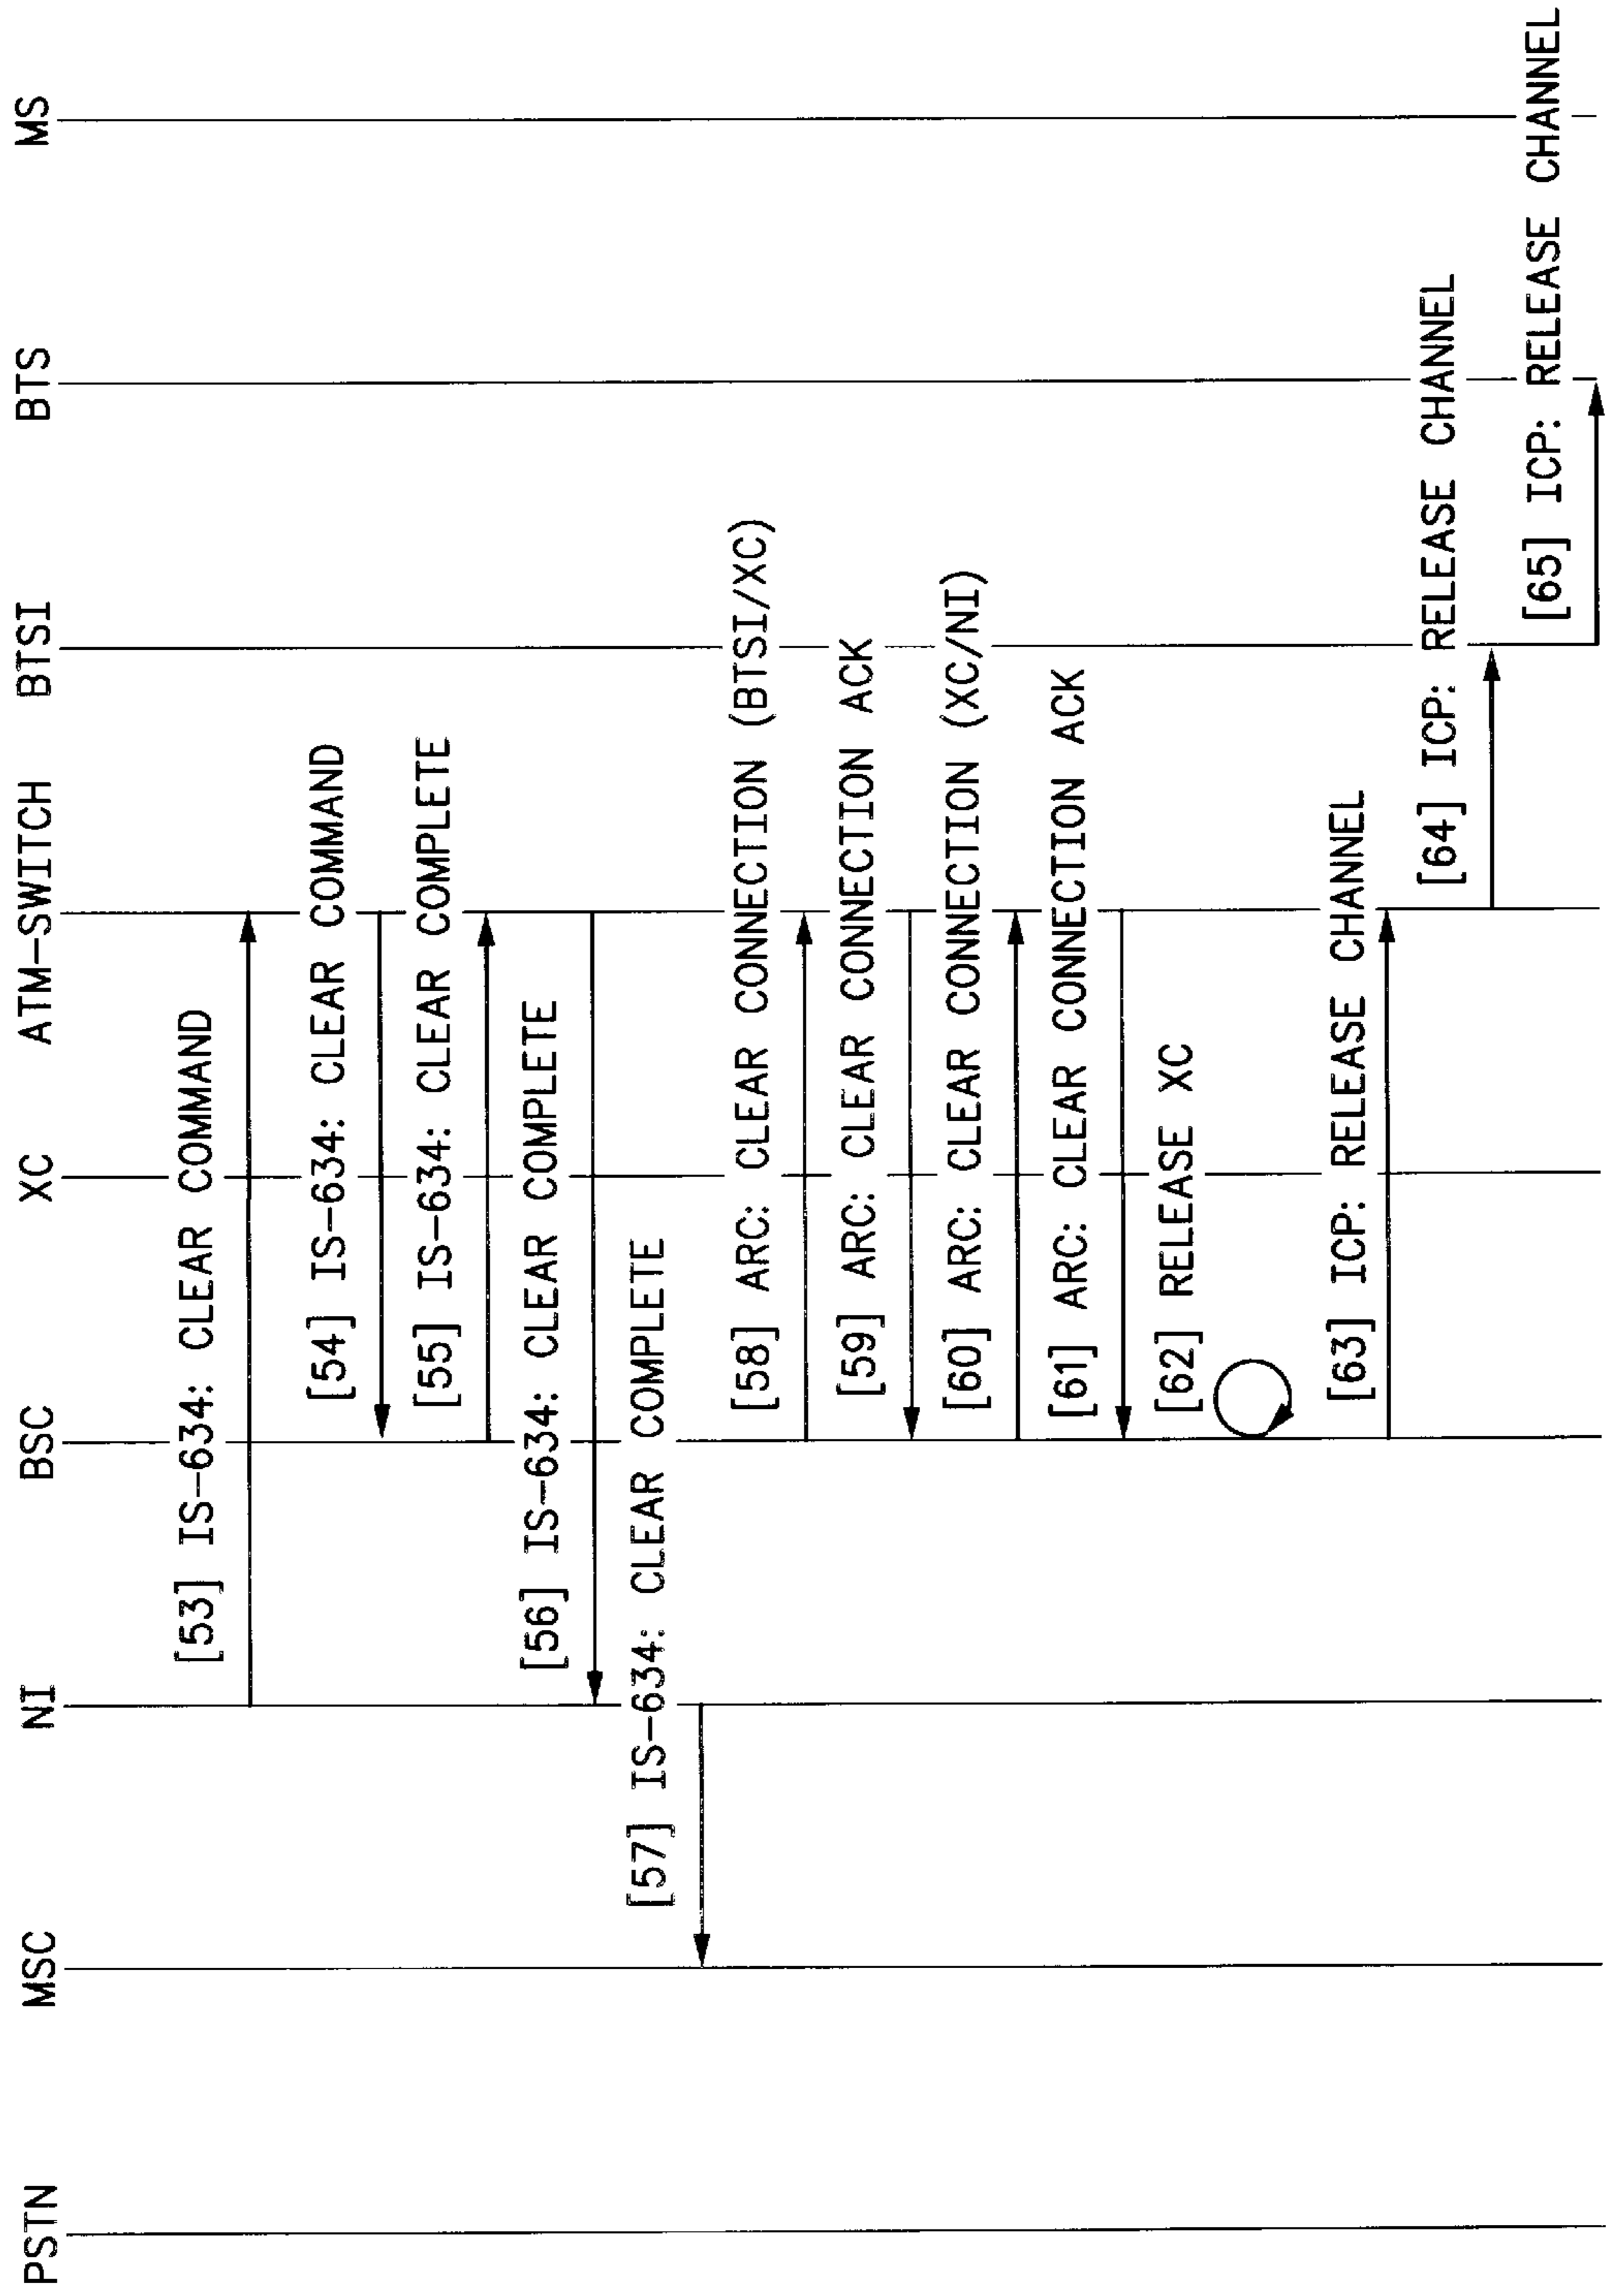 PSTN
MSC
NI
BSC
XC
ATM-SWITCH
BTSI
BTS
MS
[53] IS-634: CLEAR COMMAND
[54] IS-634: CLEAR COMMAND
[55] IS-634: CLEAR COMPLETE
[56] IS-634: CLEAR COMPLETE
[57] IS-634: CLEAR COMPLETE
[58] ARC: CLEAR CONNECTION (BTSI/XC)
[59] ARC: CLEAR CONNECTION ACK
[60] ARC: CLEAR CONNECTION (XC/NI)
[61] ARC: CLEAR CONNECTION ACK
[62] RELEASE XC
[63] ICP: RELEASE CHANNEL
[64] ICP: RELEASE CHANNEL
[65] ICP: RELEASE CHANNEL